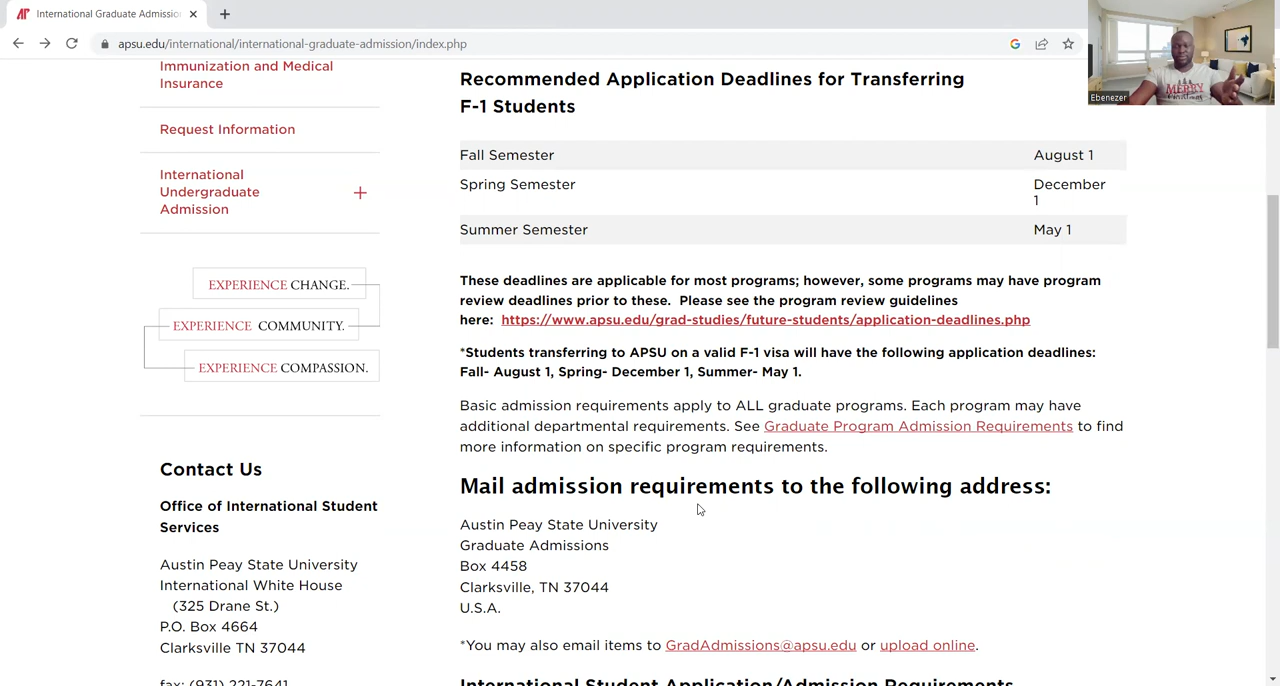 International Graduate Admissio
apsu.edu/international/international-graduate-admission/index.php
Ebenezer
MERRY
Immunization and Medical
Insurance
Request Information
International
Undergraduate
Admission
EXPERIENCE CHANGE.
EXPERIENCE COMMUNITY.
EXPERIENCE COMPASSION.
Contact Us
Office of International Student
Services
Austin Peay State University
International White House
(325 Drane St.)
P.O. Box 4664
Clarksville TN 37044
fax: (931) 221-7641
Recommended Application Deadlines for Transferring
F-1 Students
Fall Semester August 1
Spring Semester December
1
Summer Semester May 1
These deadlines are applicable for most programs; however, some programs may have program
review deadlines prior to these. Please see the program review guidelines
here: https://www.apsu.edu/grad-studies/future-students/application-deadlines.php
*Students transferring to APSU on a valid F-1 visa will have the following application deadlines:
Fall- August 1, Spring- December 1, Summer- May 1.
Basic admission requirements apply to ALL graduate programs. Each program may have
additional departmental requirements. See Graduate Program Admission Requirements to find
more information on specific program requirements.
Mail admission requirements to the following address:
Austin Peay State University
Graduate Admissions
Box 4458
Clarksville, TN 37044
U.S.A.
*You may also email items to GradAdmissions@apsu.edu or upload online.
International Student Application/Admission Requirements